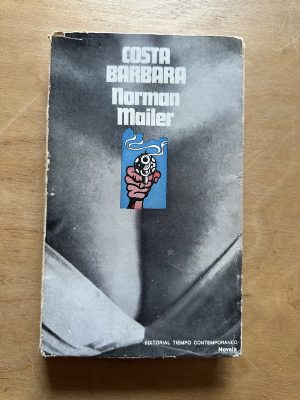 COSTA
BARBARA
Norman
Mailer
EDITORIAL TIEMPO CONTEMPORANEO
Novela